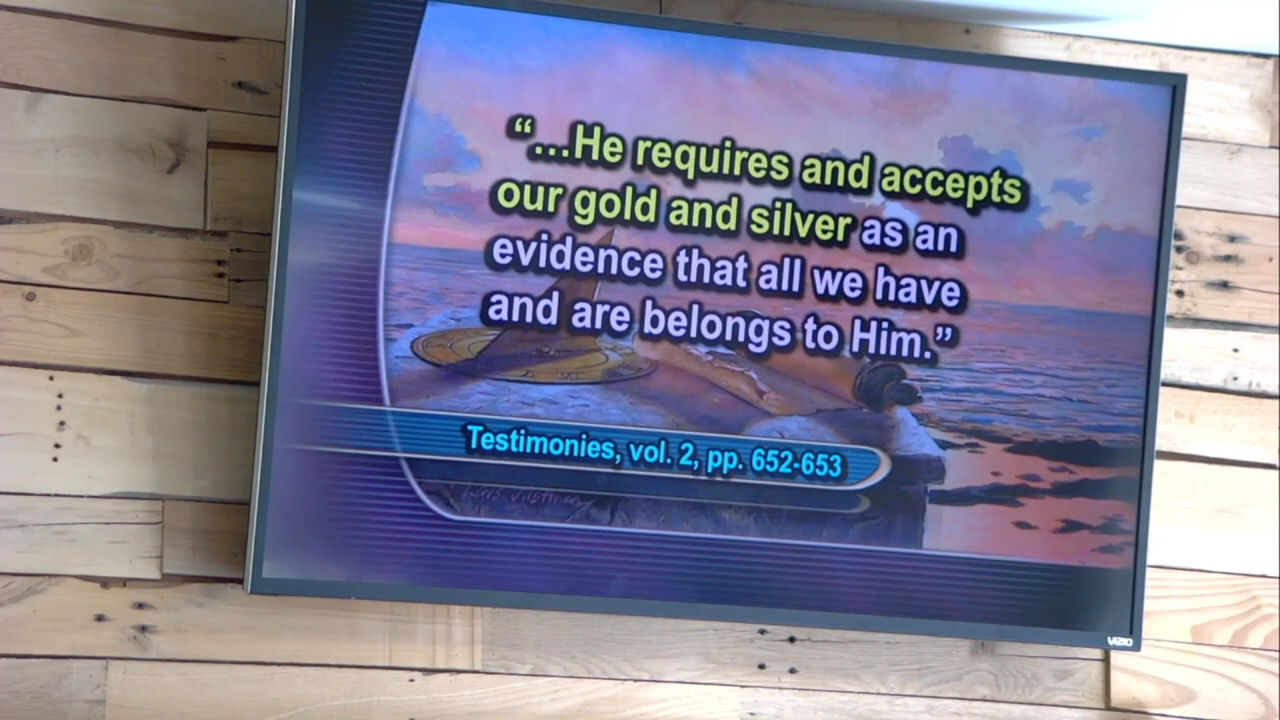 “...He requires and accepts
our gold and silver as an
evidence that all we have
and are belongs to Him.”
Testimonies, vol. 2, pp. 652-653
VIZIO